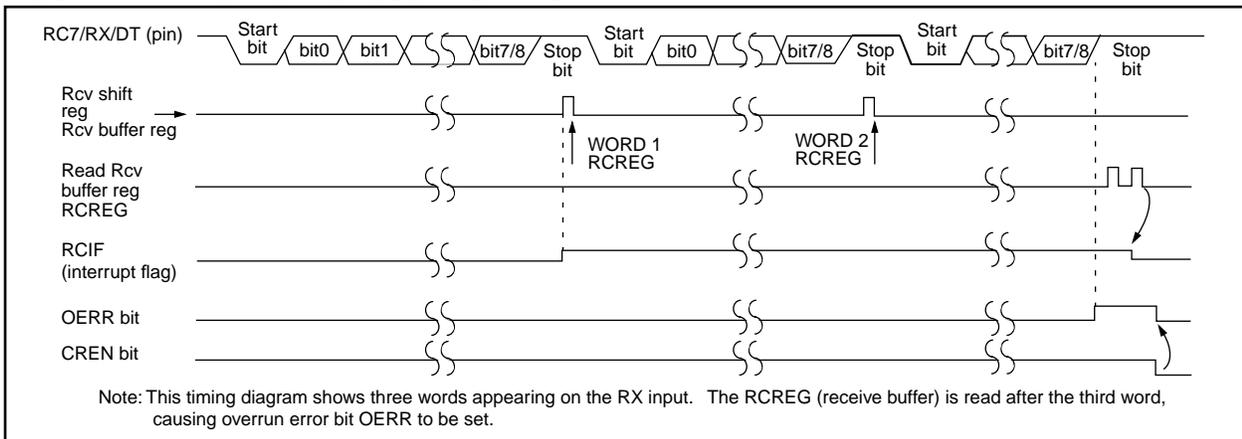 RC7/RX/DT (pin)
Start
bit
bit0
bit1
bit7/8
Stop
bit
Start
bit
bit0
bit7/8
Stop
bit
Start
bit
bit7/8
Stop
bit
Rcv shift
reg
Rcv buffer reg
WORD 1
RCREG
WORD 2
RCREG
Read Rcv
buffer reg
RCREG
RCIF
(interrupt flag)
OERR bit
CREN bit
Note: This timing diagram shows three words appearing on the RX input. The RCREG (receive buffer) is read after the third word,
causing overrun error bit OERR to be set.